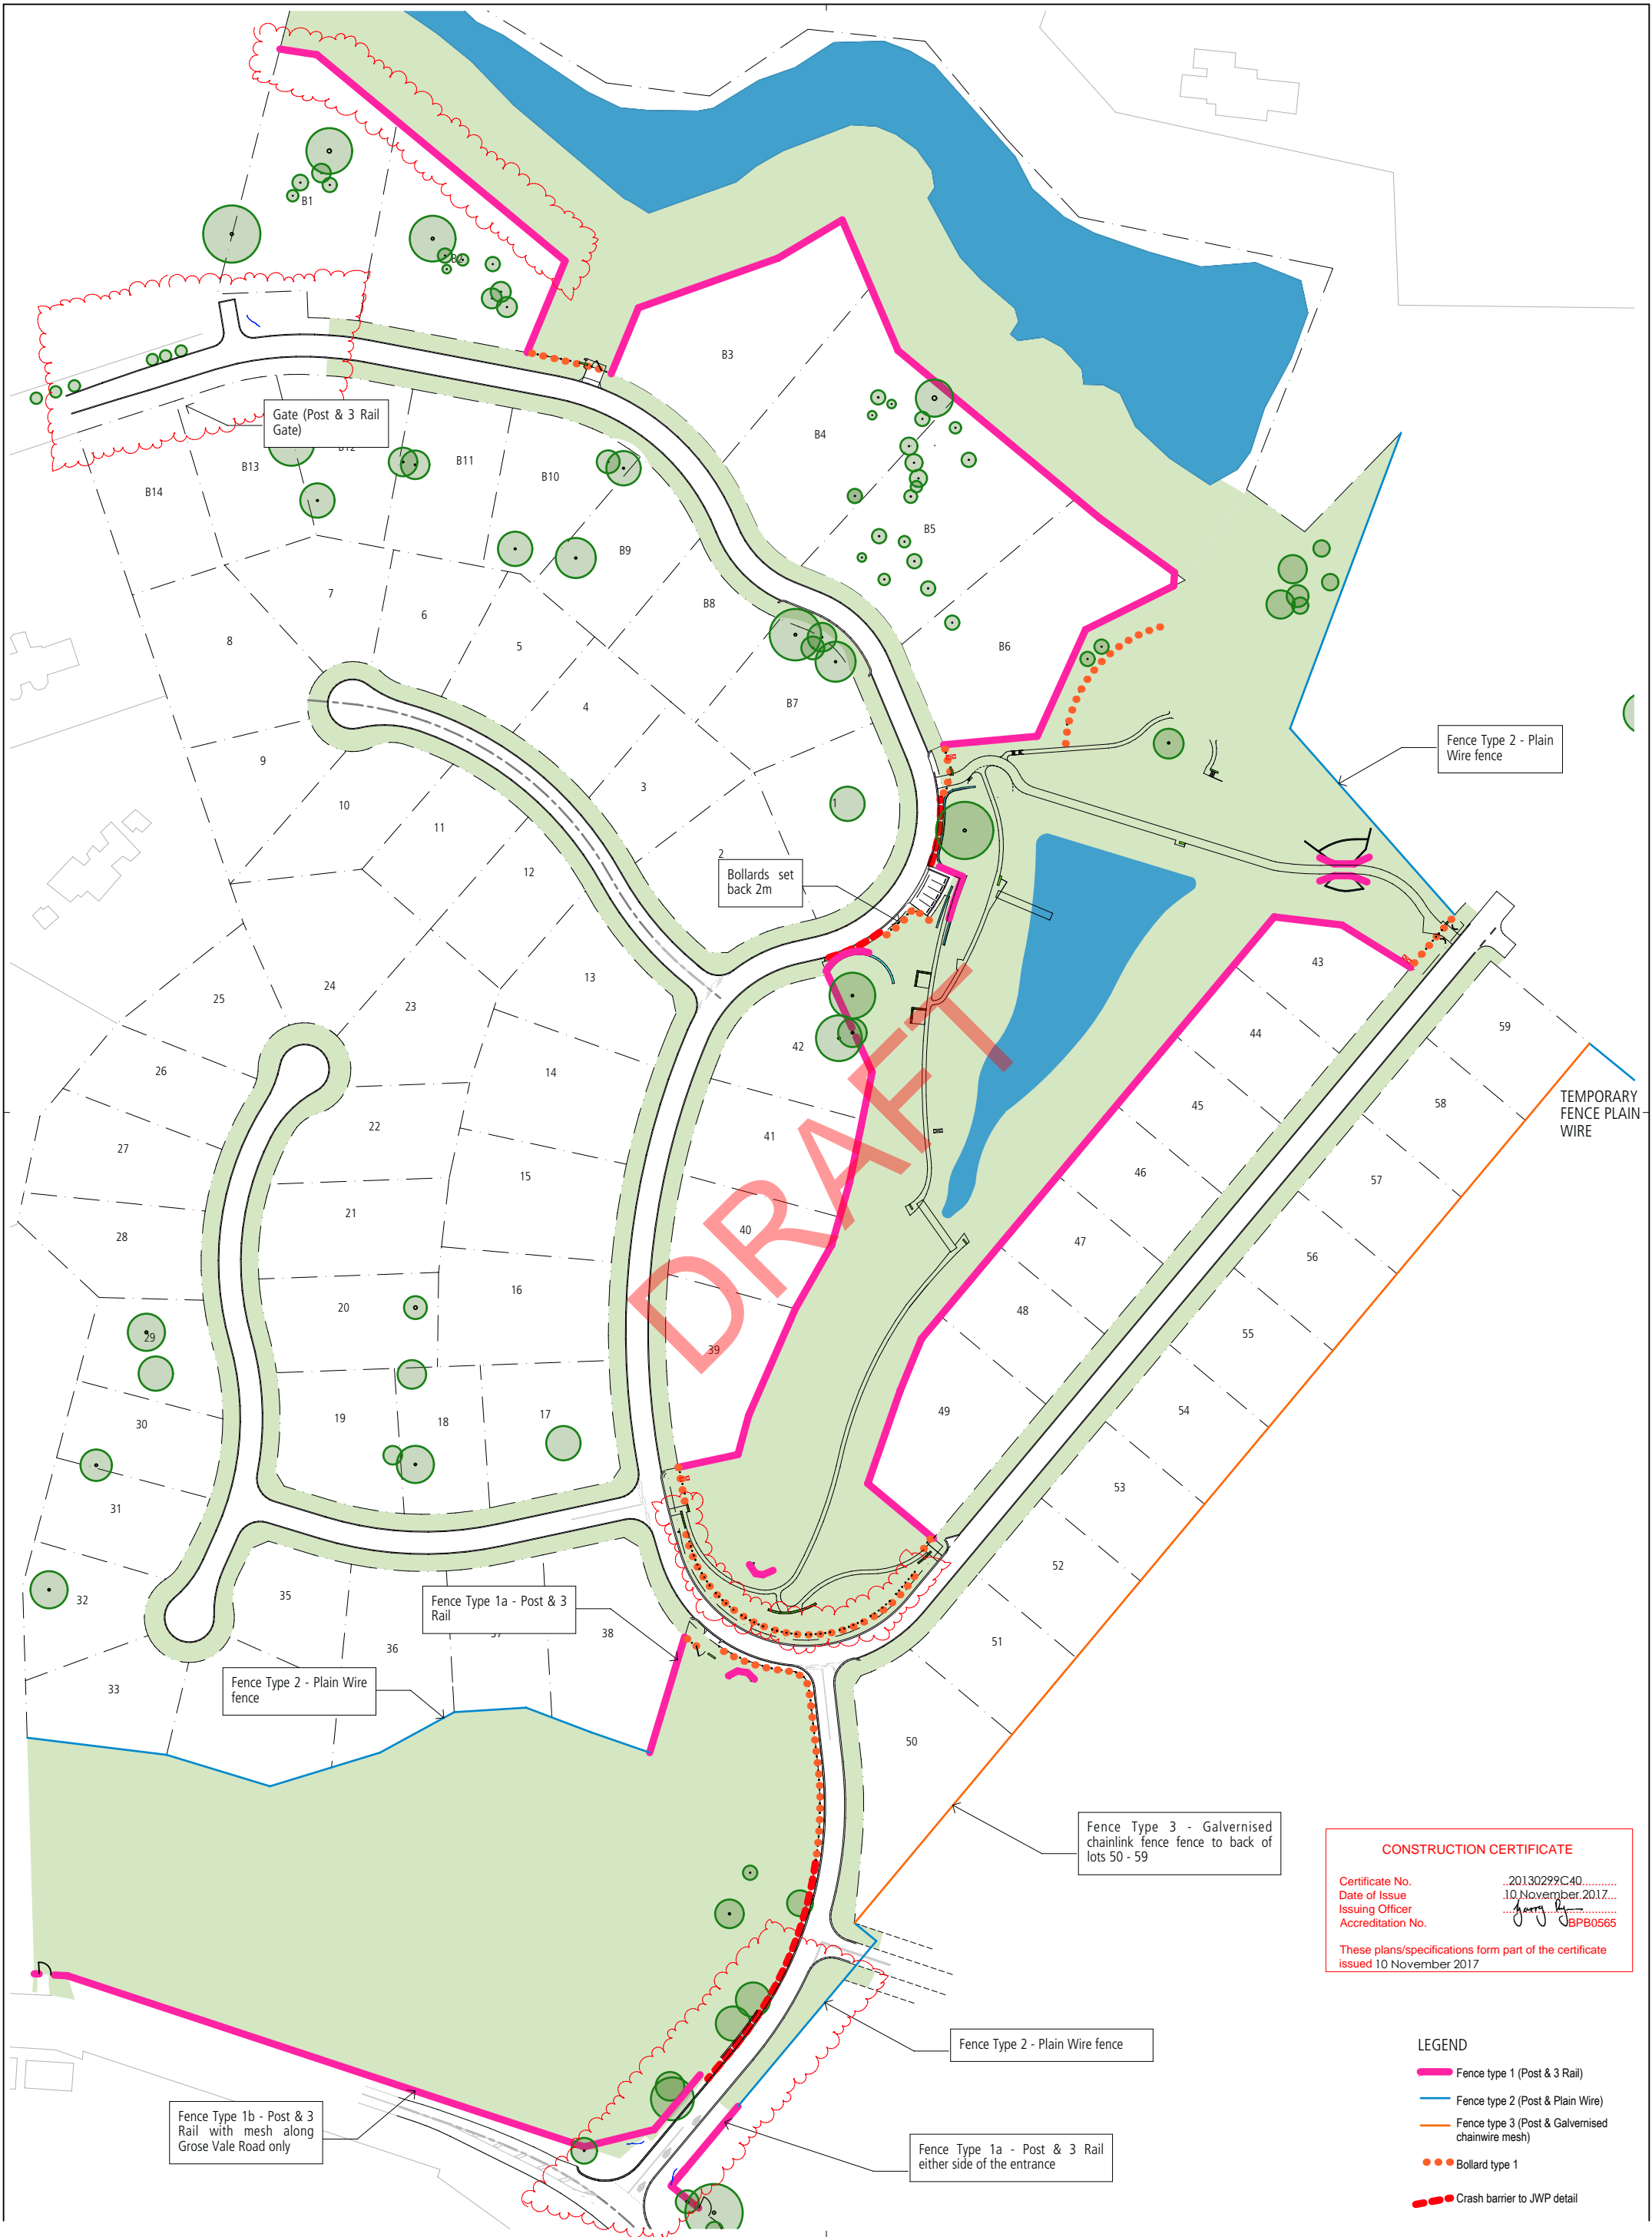 B1
B2
B3
Gate (Post & 3 Rail
Gate)
B4
B14
B13
B12
B11
B10
B9
B5
B8
B6
B7
7
6
8
5
4
9
3
10
11
1
2
12
Fence Type 2 - Plain
Wire fence
Bollards set
back 2m
13
43
24
25
23
44
59
42
14
26
45
58
TEMPORARY
FENCE PLAIN
WIRE
22
41
27
15
46
57
21
40
28
47
56
16
20
48
55
29
39
DRAFT
19
18
17
49
54
30
53
31
52
32
35
Fence Type 1a - Post & 3
Rail
36
37
38
51
33
Fence Type 2 - Plain Wire
fence
50
Fence Type 3 - Galvernised
chainlink fence fence to back of
lots 50 - 59
CONSTRUCTION CERTIFICATE
Certificate No. 20130299C40
Date of Issue 10 November 2017
Issuing Officer
Accreditation No. BPB0565
These plans/specifications form part of the certificate
issued 10 November 2017
Fence Type 2 - Plain Wire fence
Fence Type 1b - Post & 3
Rail with mesh along
Grose Vale Road only
Fence Type 1a - Post & 3 Rail
either side of the entrance
LEGEND
Fence type 1 (Post & 3 Rail)
Fence type 2 (Post & Plain Wire)
Fence type 3 (Post & Galvernised
chainwire mesh)
Bollard type 1
Crash barrier to JWP detail